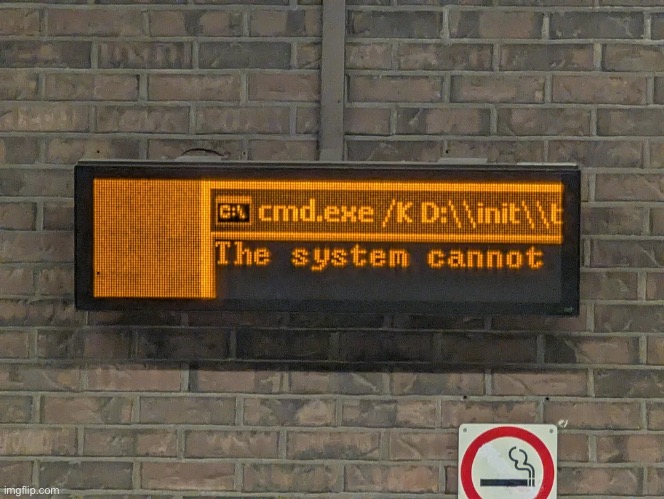 C:\ cmd.exe /K D:\\init\\t
The system cannot
imgflip.com